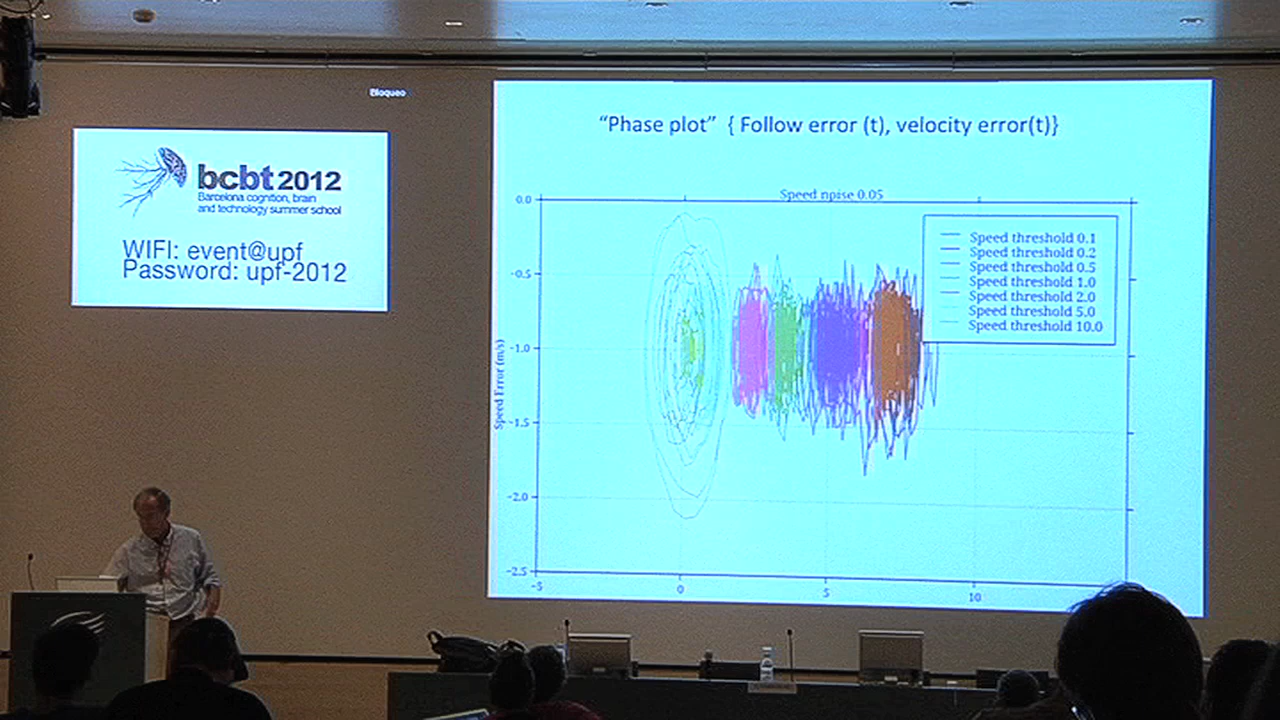 Bloqueo
bcbt 2012
Barcelona cognition, brain
and technology summer school
WIFI: event@upf
Password: upf-2012
“Phase plot” { Follow error (t), velocity error(t)}
Speed npise 0.05
0.0
-0.5
-1.0
-1.5
-2.0
-2.5
Speed Error (m/s)
-5
0
5
10
Speed threshold 0.1
Speed threshold 0.2
Speed threshold 0.5
Speed threshold 1.0
Speed threshold 2.0
Speed threshold 5.0
Speed threshold 10.0